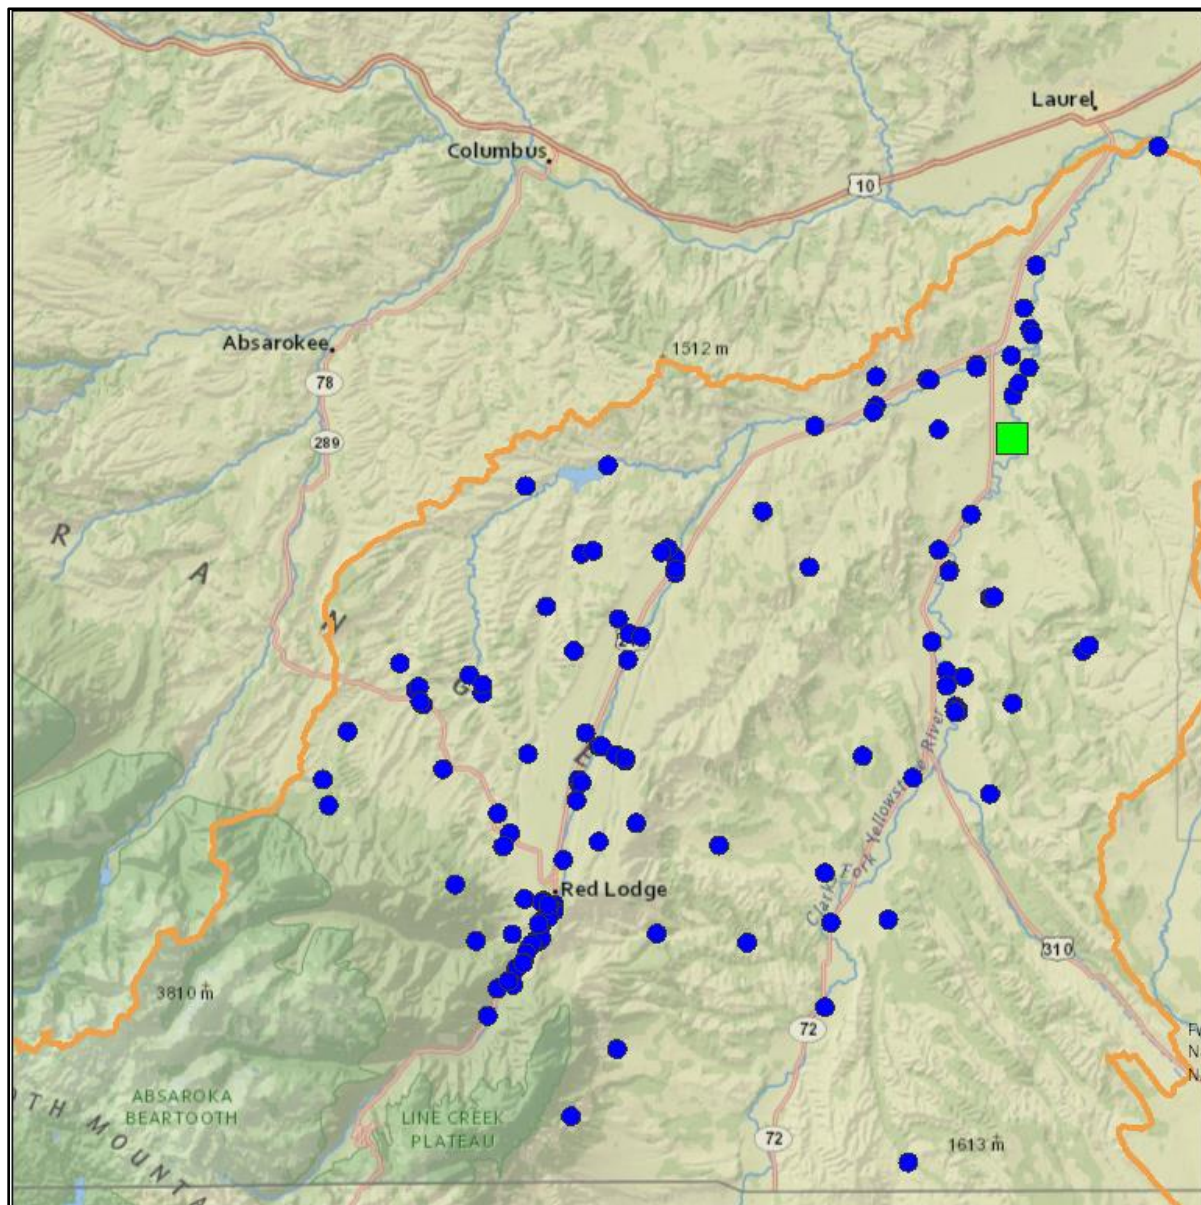 Laurel
Columbus
10
Absarokee
1512 m
78
289
R
A
N
G
Red Lodge
Clarks Fork Yellowstone River
310
3810 m
72
ABSAROKA
BEARTOOTH
LINE CREEK
PLATEAU
72
1613 m